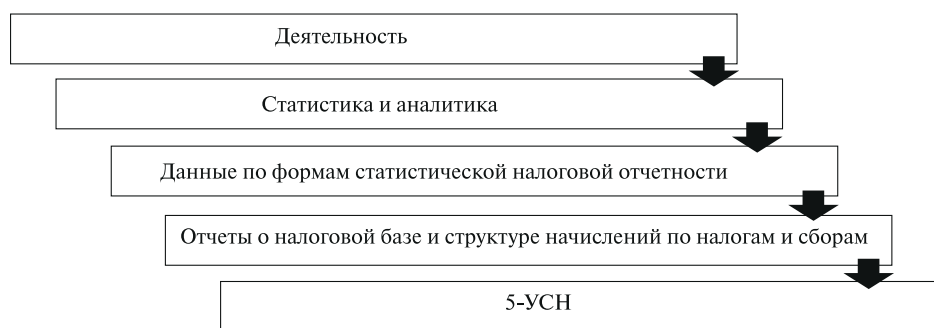 Деятельность
Статистика и аналитика
Данные по формам статистической налоговой отчетности
Отчеты о налоговой базе и структуре начислений по налогам и сборам
5-УСН